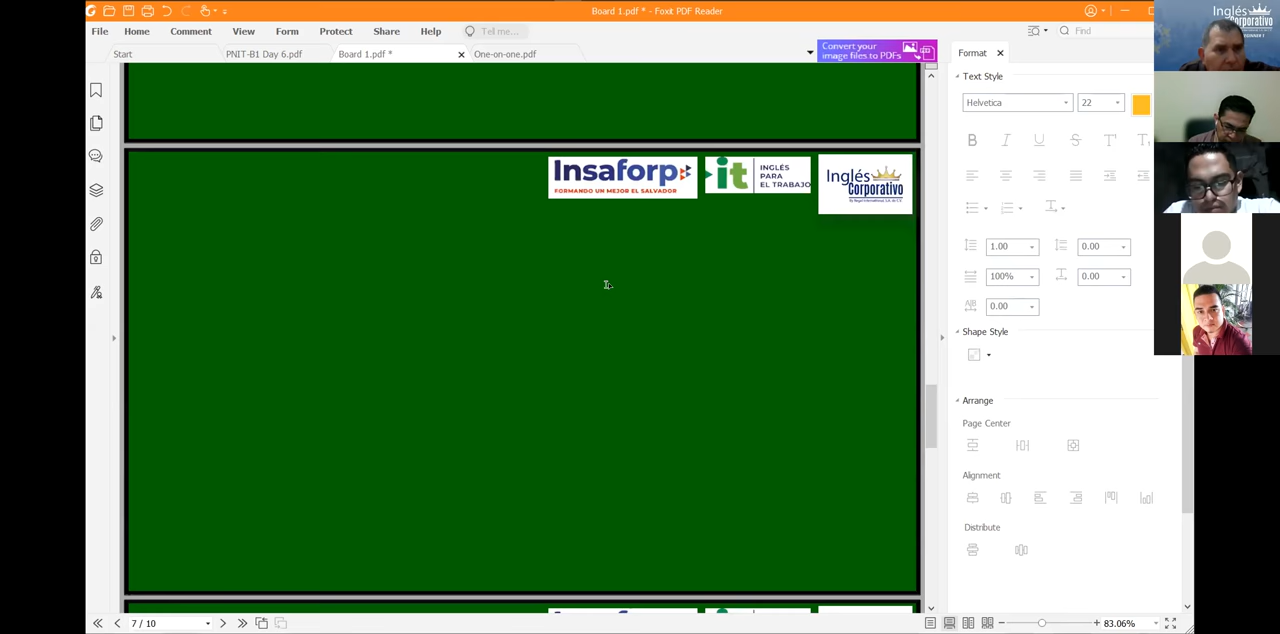 Board 1.pdf * - Foxit PDF Reader
File Home Comment View Form Protect Share Help Tell me... Find
Start PNIT-B1 Day 6.pdf Board 1.pdf * One-on-one.pdf
Convert your
image files to PDFs
Format
Text Style
Helvetica 22
1.00 0.00
100% 0.00
0.00
Shape Style
Arrange
Page Center
Alignment
Distribute
Insaforp
FORMANDO UN MEJOR EL SALVADOR
it
INGLÉS
PARA
EL TRABAJO
Inglés
Corporativo
Inglés
Corporativo
7 / 10
83.06%